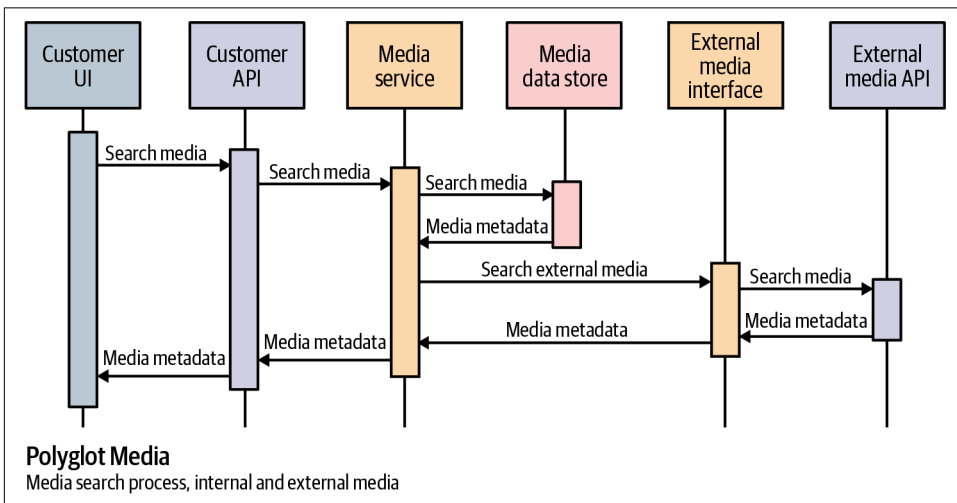 Customer
UI
Customer
API
Media
service
Media
data store
External
media
interface
External
media API
Search media
Search media
Search media
Media metadata
Search external media
Search media
Media metadata
Media metadata
Media metadata
Media metadata
Polyglot Media
Media search process, internal and external media